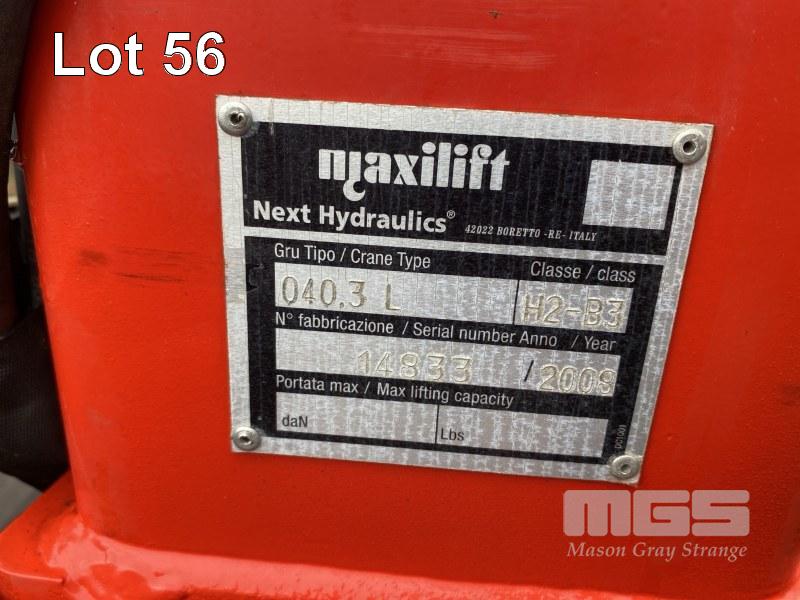 Lot 56
maxilift
Next Hydraulics®
42022 BORETTO -RE- ITALY
Gru Tipo / Crane Type
Classe / class
040.3 L
H2-B3
N° fabbricazione / Serial number Anno / Year
14833 / 2008
Portata max / Max lifting capacity
daN
Lbs
DC1001
MGS
Mason Gray Strange